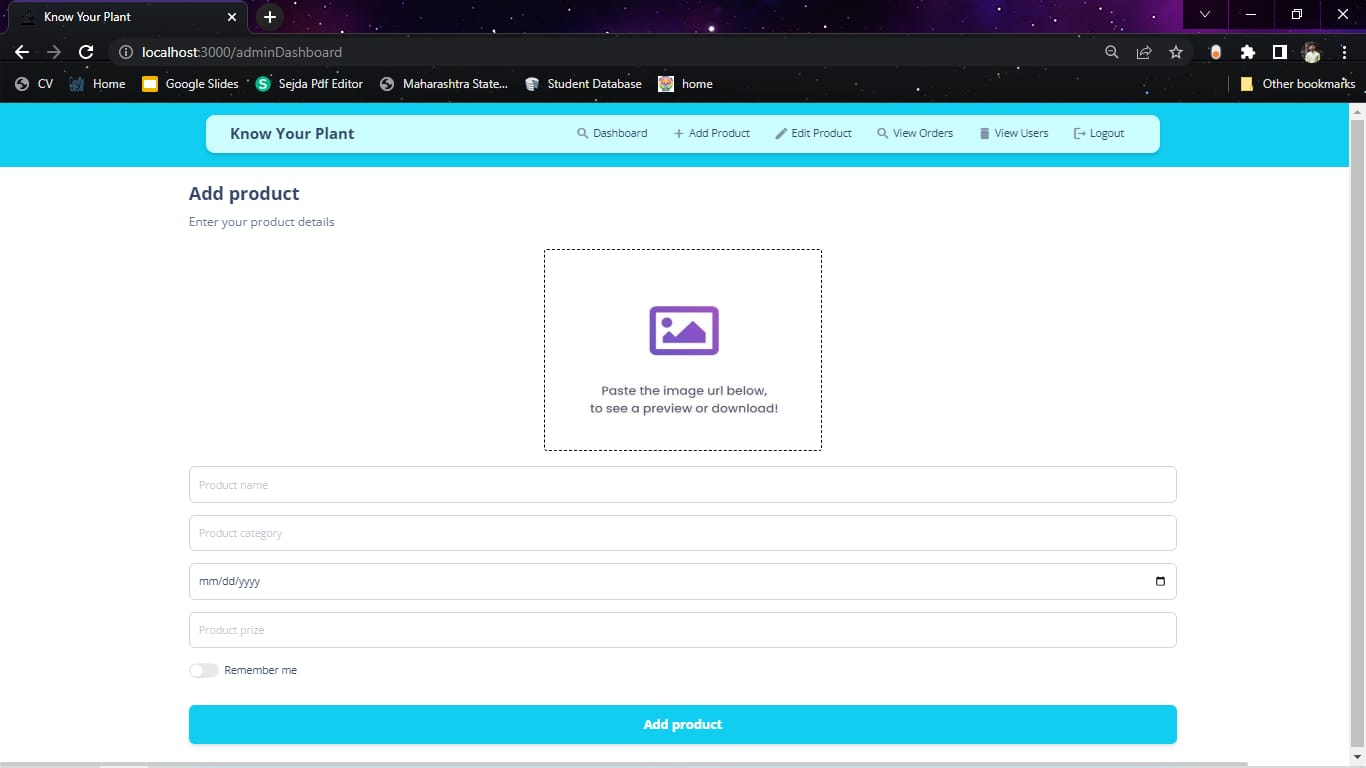 Know Your Plant
localhost:3000/adminDashboard
CV
Home
Google Slides
Sejda Pdf Editor
Maharashtra State...
Student Database
home
Other bookmarks
Know Your Plant
Dashboard
Add Product
Edit Product
View Orders
View Users
Logout
Add product
Enter your product details
Paste the image url below,
to see a preview or download!
Product name
Product category
mm/dd/yyyy
Product prize
Remember me
Add product